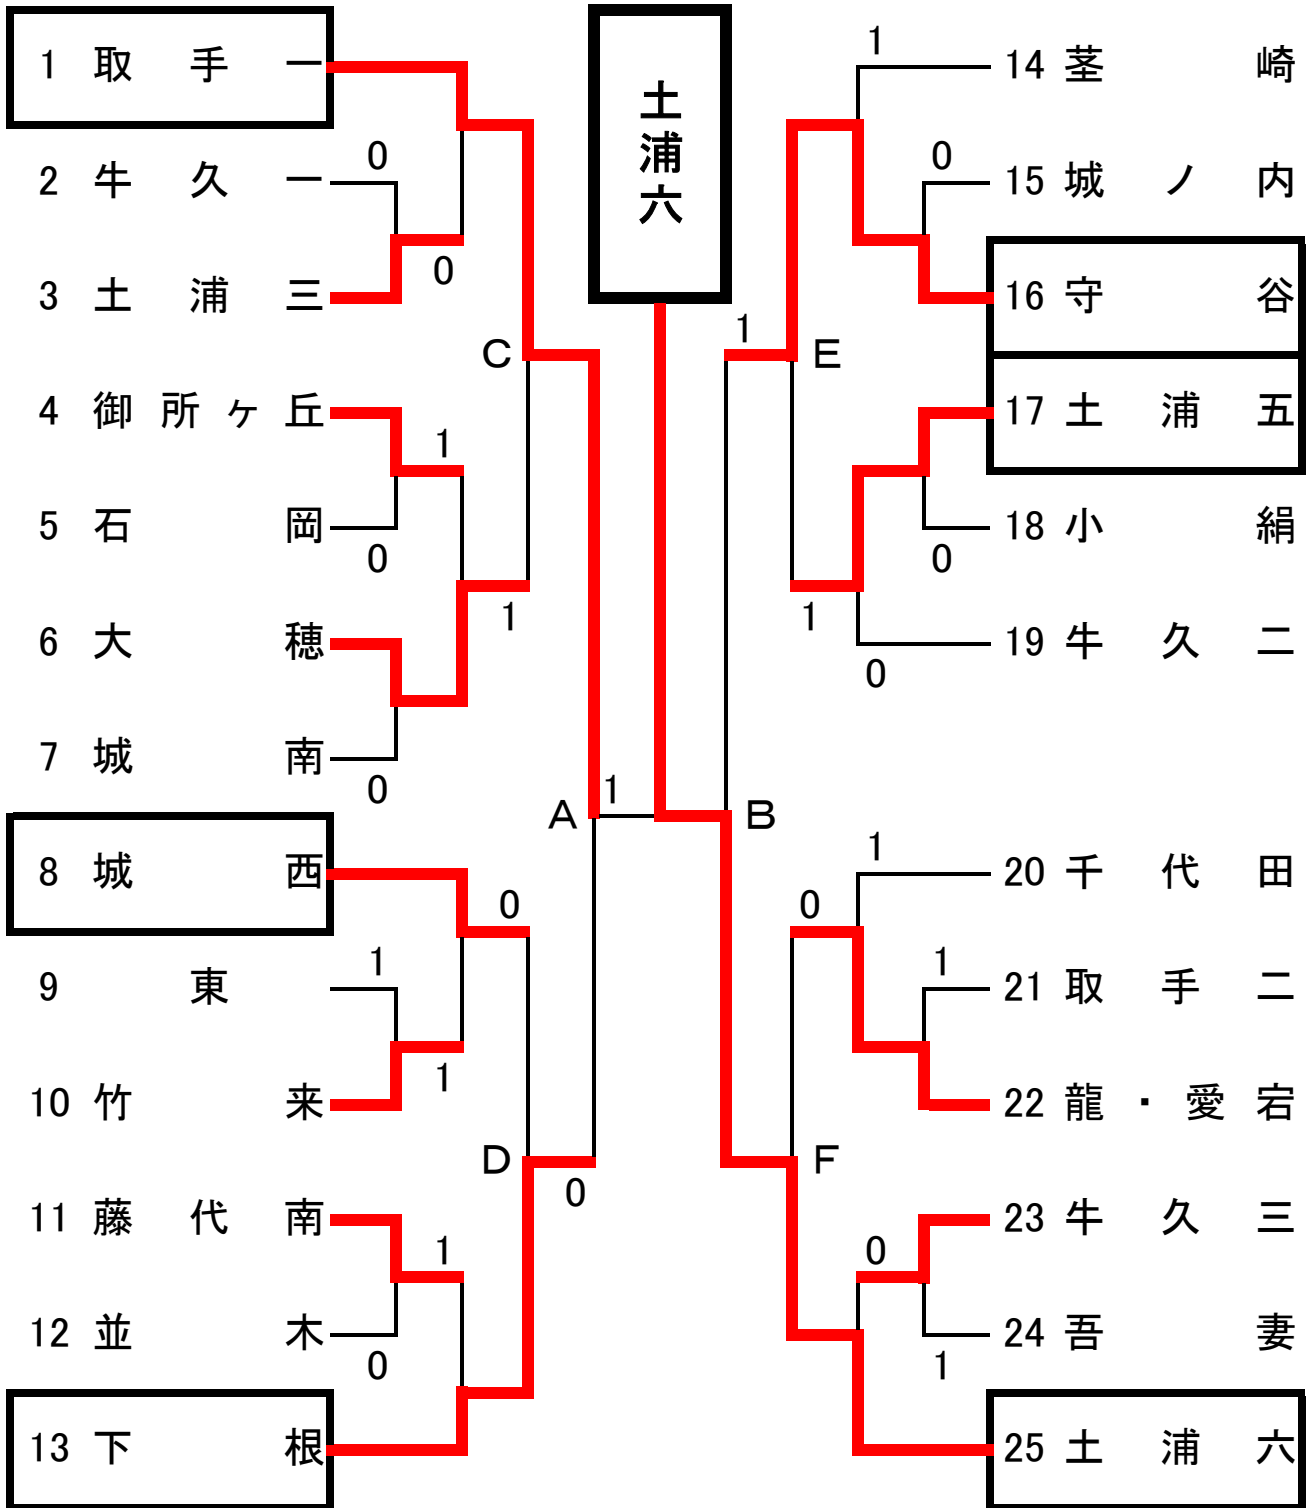 1 取手一
0
2 牛久一
3 土浦三
0
C
4 御所ヶ丘
1
5 石岡
0
1
6 大穂
7 城南
0
A
1
8 城西
0
9 東
1
10 竹来
1
D
0
11 藤代南
1
12 並木
0
13 下根
土浦六
1
14 茎崎
0
15 城ノ内
16 守谷
1
E
17 土浦五
18 小絹
0
1
19 牛久二
0
B
1
20 千代田
0
1
21 取手二
22 龍・愛宕
F
23 牛久三
0
24 吾妻
1
25 土浦六